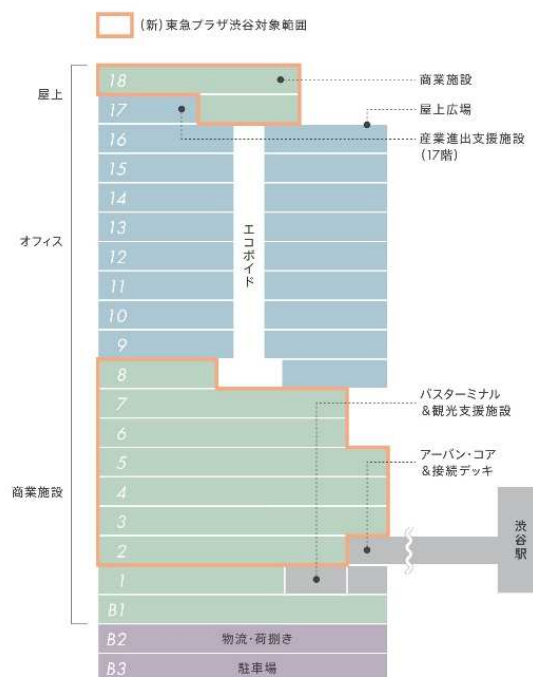 (新)東急プラザ渋谷対象範囲
屋上
オフィス
商業施設
18
17
16
15
14
13
12
11
10
9
8
7
6
5
4
3
2
1
B1
B2 物流・荷捌き
B3 駐車場
エコボイド
商業施設
屋上広場
産業進出支援施設
(17階)
バスターミナル
&観光支援施設
アーバン・コア
&接続デッキ
渋谷駅